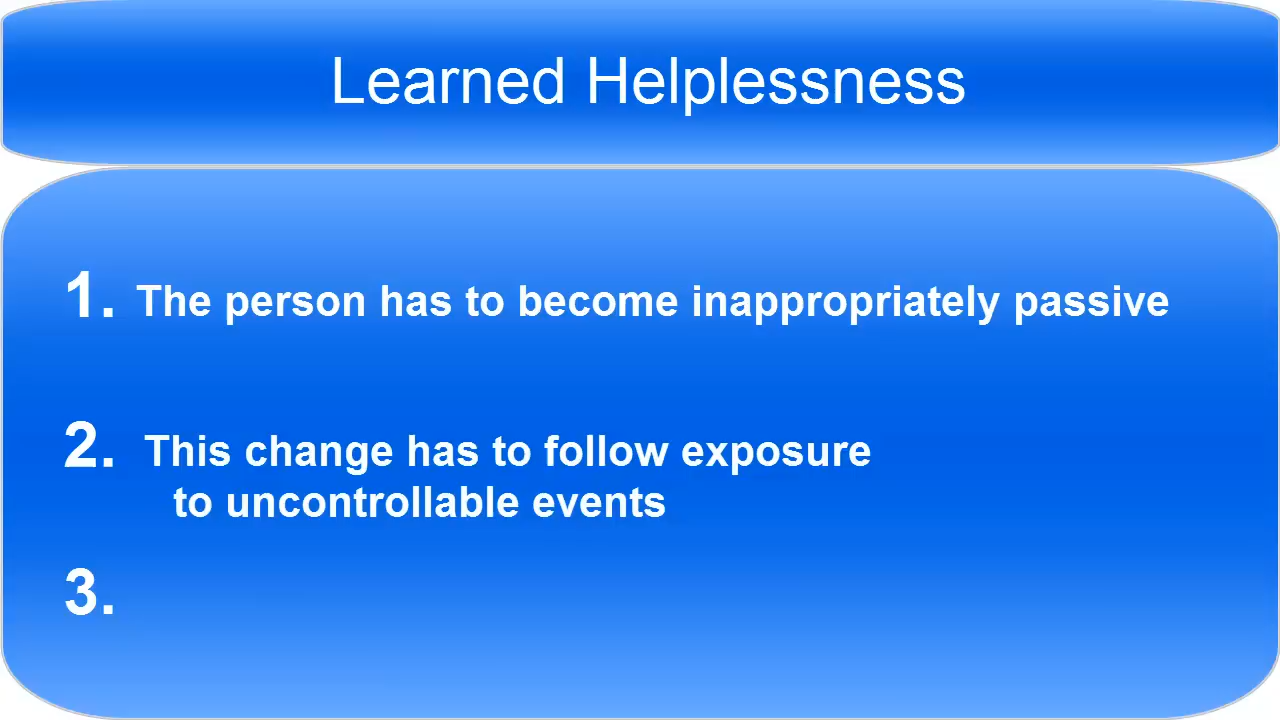 Learned Helplessness
1. The person has to become inappropriately passive
2. This change has to follow exposure
to uncontrollable events
3.